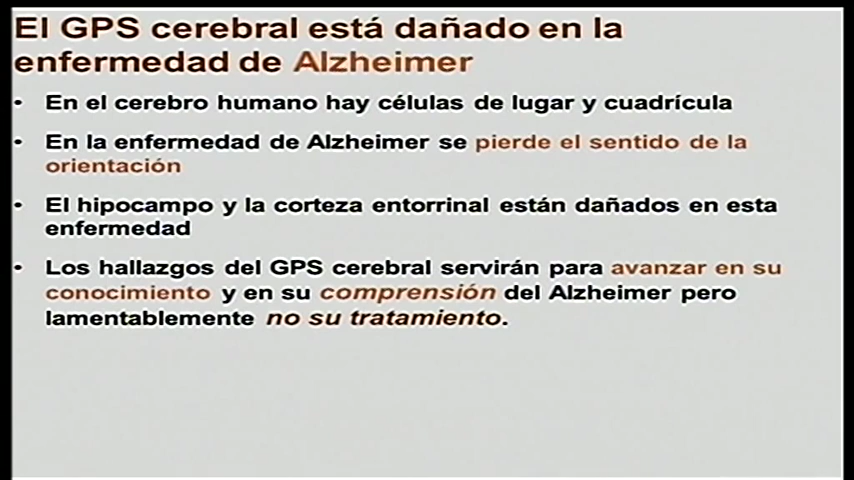 El GPS cerebral está dañado en la
enfermedad de Alzheimer
• En el cerebro humano hay células de lugar y cuadrícula
• En la enfermedad de Alzheimer se pierde el sentido de la
orientación
• El hipocampo y la corteza entorrinal están dañados en esta
enfermedad
• Los hallazgos del GPS cerebral servirán para avanzar en su
conocimiento y en su comprensión del Alzheimer pero
lamentablemente no su tratamiento.